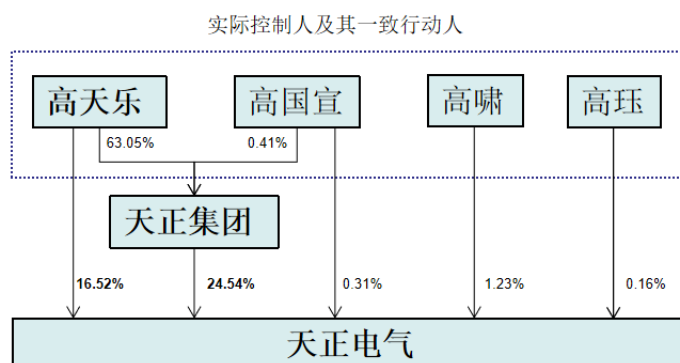 实际控制人及其一致行动人
高天乐 高国宣 高啸 高珏
63.05% 0.41%
天正集团
16.52% 24.54% 0.31% 1.23% 0.16%
天正电气